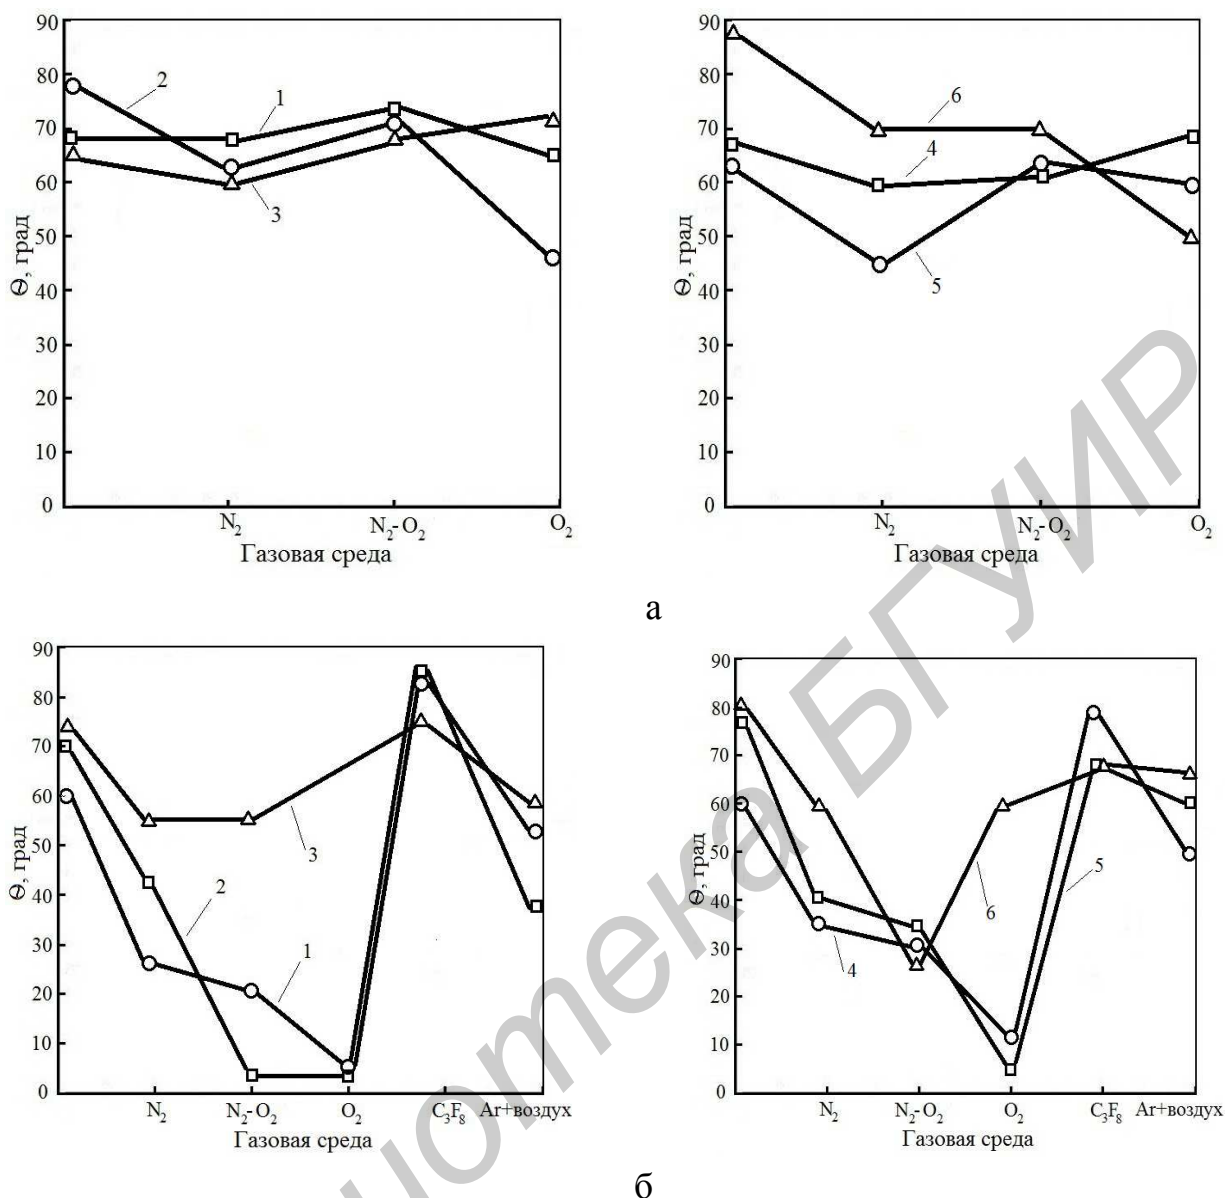 90
80
70
60
50
40
30
20
10
0
Θ, град
2
1
3
N₂
N₂-O₂
O₂
Газовая среда
90
80
70
60
50
40
30
20
10
0
Θ, град
6
4
5
N₂
N₂-O₂
O₂
Газовая среда
а
90
80
70
60
50
40
30
20
10
0
Θ, град
3
2
1
N₂
N₂-O₂
O₂
C₃F₈
Ar+воздух
Газовая среда
90
80
70
60
50
40
30
20
10
0
Θ, град
5
6
4
N₂
N₂-O₂
O₂
C₃F₈
Ar+воздух
Газовая среда
б
иотека БГУИР